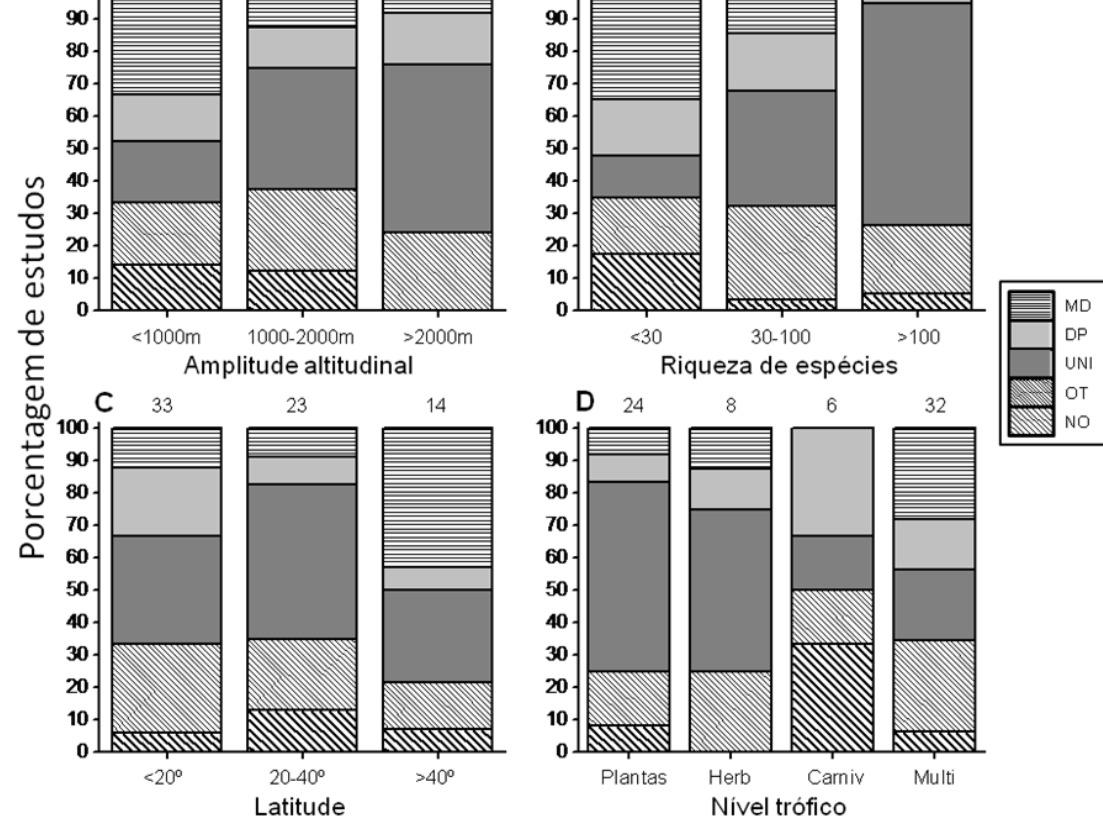 Porcentagem de estudos
90
80
70
60
50
40
30
20
10
0
<1000m 1000-2000m >2000m
Amplitude altitudinal
90
80
70
60
50
40
30
20
10
0
<30 30-100 >100
Riqueza de espécies
MD
DP
UNI
OT
NO
C 33 23 14
100
90
80
70
60
50
40
30
20
10
0
<20º 20-40º >40º
Latitude
D 24 8 6 32
100
90
80
70
60
50
40
30
20
10
0
Plantas Herb Carniv Multi
Nível trófico